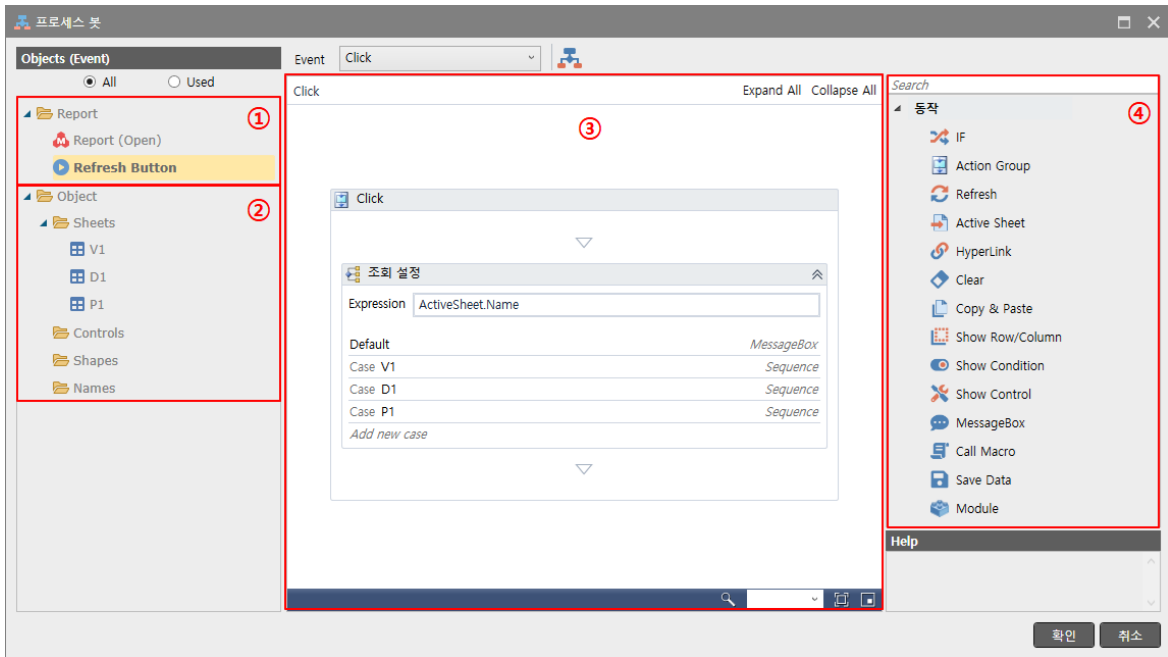 프로세스 봇
Objects (Event)
All Used
① 
Report
Report (Open)
Refresh Button
②
Object
Sheets
V1
D1
P1
Controls
Shapes
Names
Event Click
Click Expand All Collapse All
③
Click
조회 설정
Expression ActiveSheet.Name
Default MessageBox
Case V1 Sequence
Case D1 Sequence
Case P1 Sequence
Add new case
Search
동작
④
IF
Action Group
Refresh
Active Sheet
HyperLink
Clear
Copy & Paste
Show Row/Column
Show Condition
Show Control
MessageBox
Call Macro
Save Data
Module
Help
확인 취소